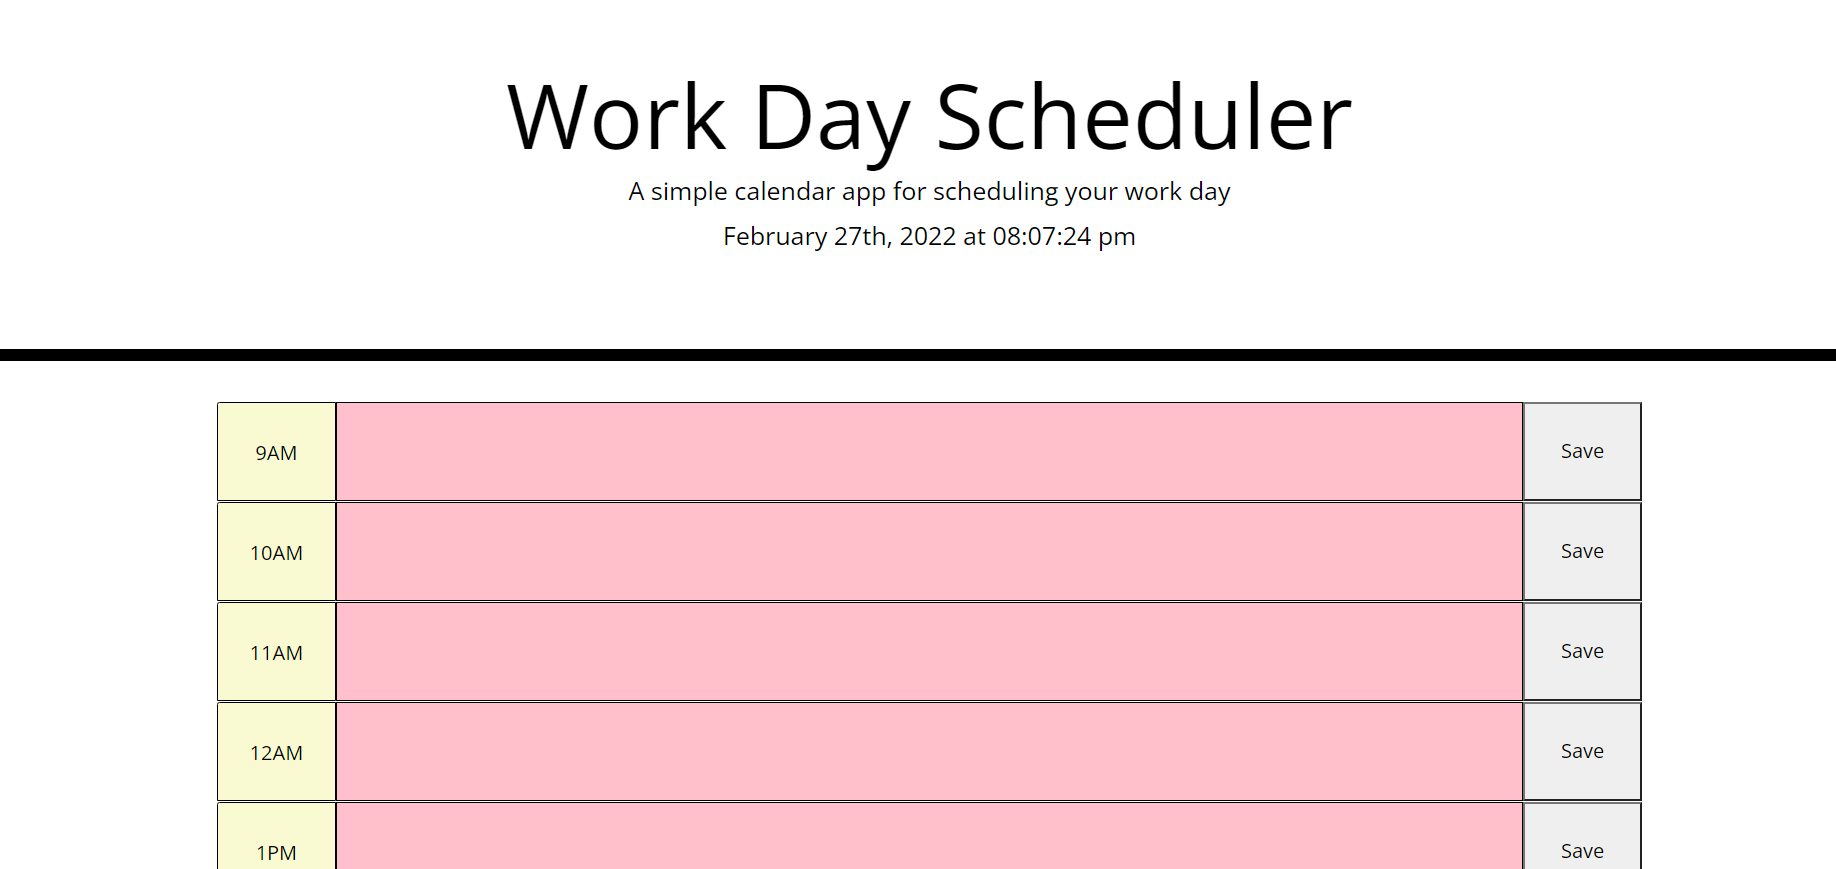 Work Day Scheduler
A simple calendar app for scheduling your work day
February 27th, 2022 at 08:07:24 pm
9AM Save
10AM Save
11AM Save
12AM Save
1PM Save